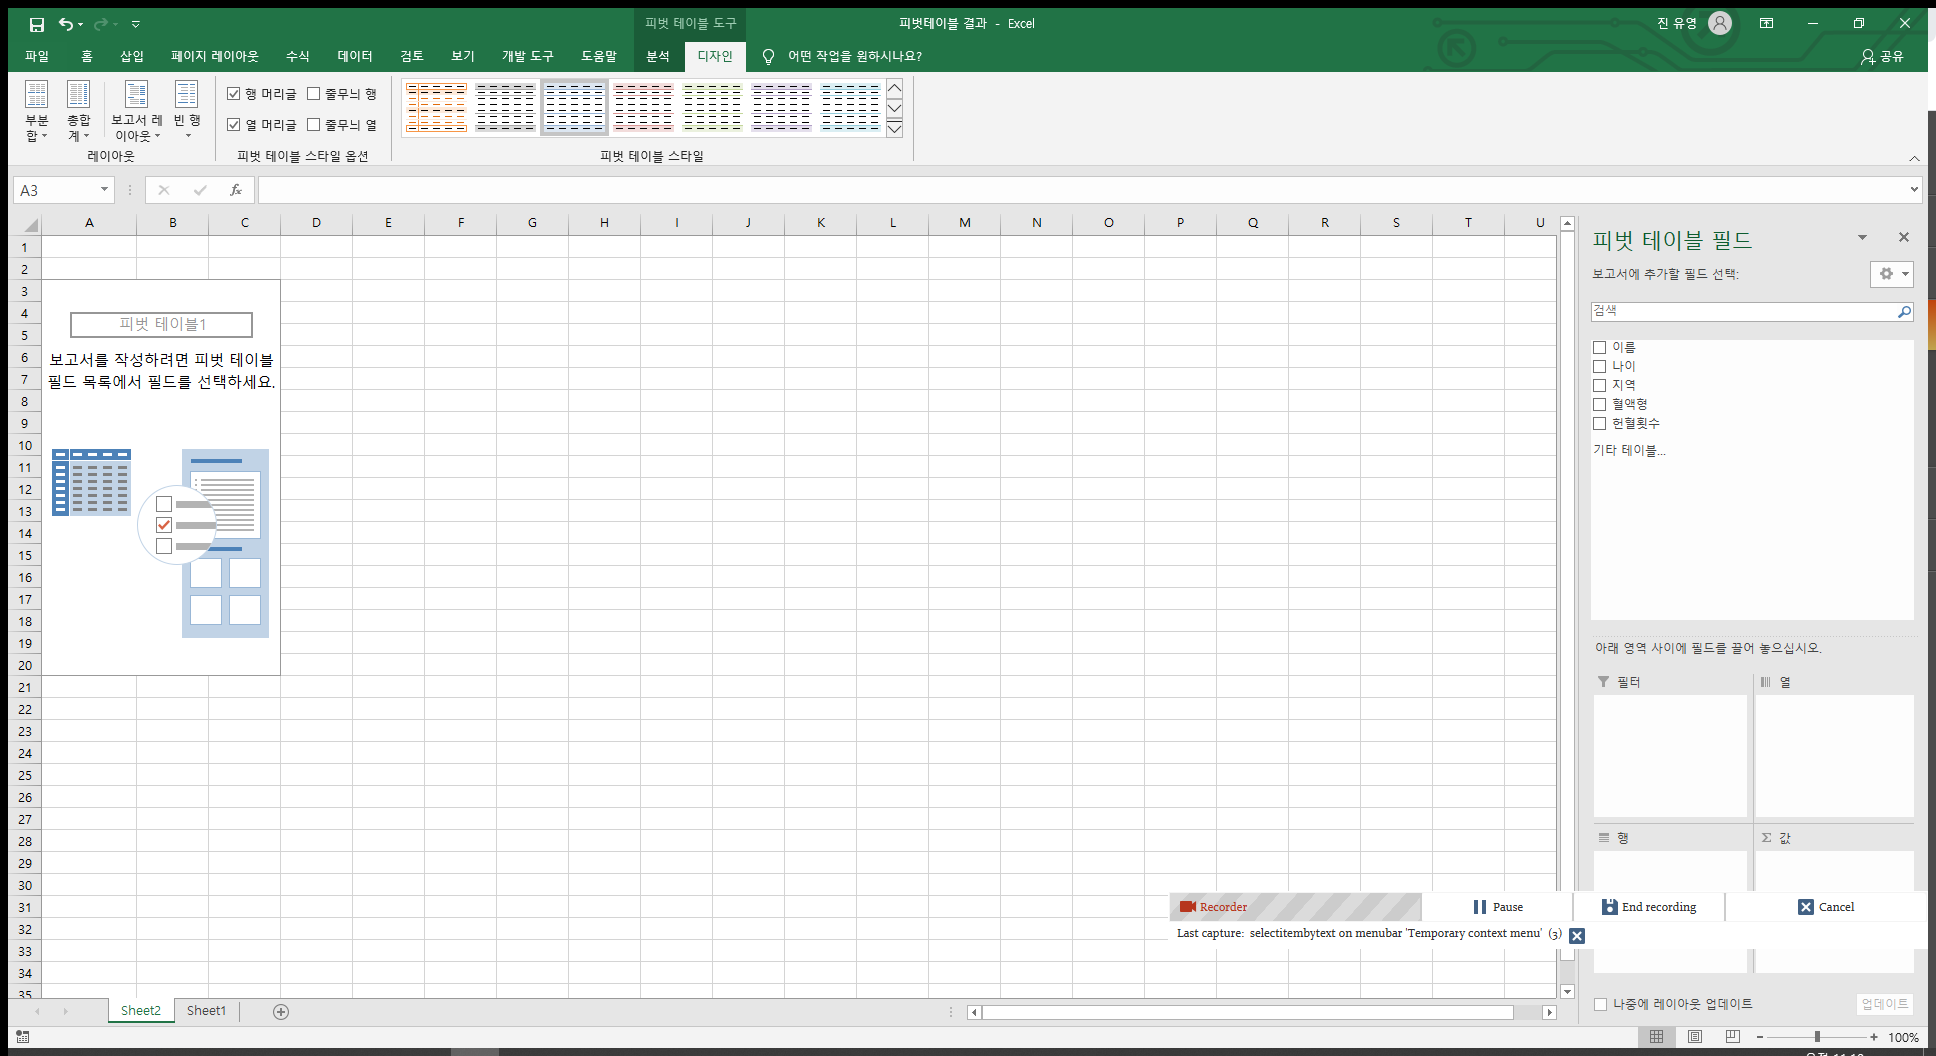 피벗 테이블 도구
피벗테이블 결과 - Excel
진 유영
파일 홈 삽입 페이지 레이아웃 수식 데이터 검토 보기 개발 도구 도움말 분석 디자인 어떤 작업을 원하시나요? 공유
부분
합
총합
계
보고서 레
이아웃
빈 행
행 머리글 줄무늬 행
열 머리글 줄무늬 열
레이아웃 피벗 테이블 스타일 옵션 피벗 테이블 스타일
A3 fx
A B C D E F G H I J K L M N O P Q R S T U
1
2
3
4
5
6
7
8
9
10
11
12
13
14
15
16
17
18
19
20
21
22
23
24
25
26
27
28
29
30
31
32
33
34
35
피벗 테이블1
보고서를 작성하려면 피벗 테이블
필드 목록에서 필드를 선택하세요.
피벗 테이블 필드
보고서에 추가할 필드 선택:
검색
이름
나이
지역
혈액형
헌혈횟수
기타 테이블...
아래 영역 사이에 필드를 끌어 놓으십시오.
필터 열
행 Σ 값
Recorder Pause End recording Cancel
Last capture: selectitembytext on menubar 'Temporary context menu' (3)
나중에 레이아웃 업데이트 업데이트
Sheet2 Sheet1
100%